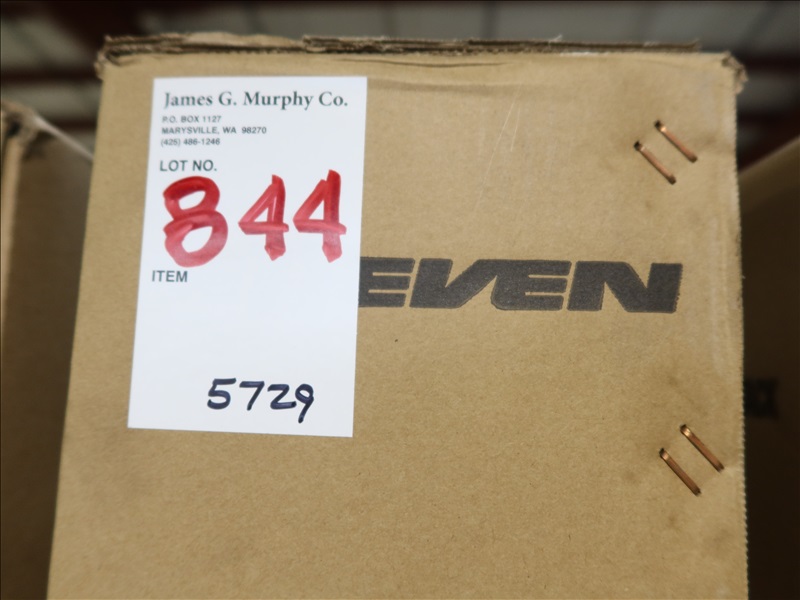 James G. Murphy Co.
P.O. BOX 1127
MARYSVILLE, WA 98270
(425) 486-1246
LOT NO.
844
EVEN
ITEM
5729